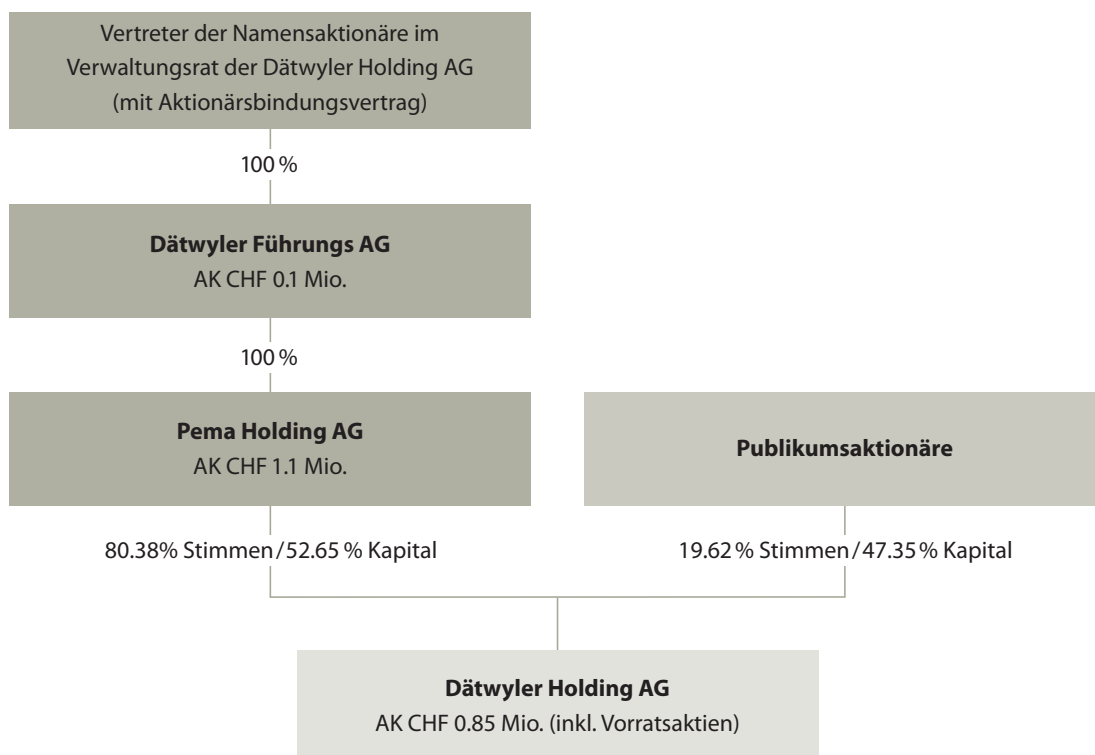 Vertreter der Namensaktionäre im
Verwaltungsrat der Dätwyler Holding AG
(mit Aktionärsbindungsvertrag)
100 %
Dätwyler Führungs AG
AK CHF 0.1 Mio.
100 %
Pema Holding AG
AK CHF 1.1 Mio.
Publikumsaktionäre
80.38% Stimmen / 52.65 % Kapital
19.62 % Stimmen / 47.35 % Kapital
Dätwyler Holding AG
AK CHF 0.85 Mio. (inkl. Vorratsaktien)